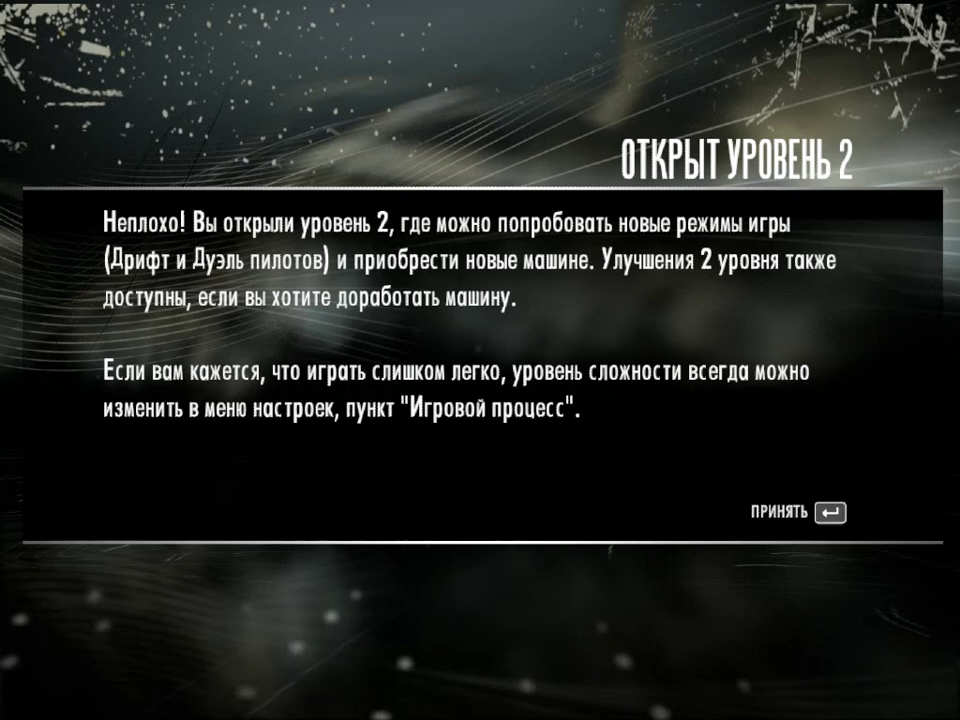 ОТКРЫТ УРОВЕНЬ 2
Неплохо! Вы открыли уровень 2, где можно попробовать новые режимы игры
(Дрифт и Дуэль пилотов) и приобрести новые машине. Улучшения 2 уровня также
доступны, если вы хотите доработать машину.
Если вам кажется, что играть слишком легко, уровень сложности всегда можно
изменить в меню настроек, пункт "Игровой процесс".
ПРИНЯТЬ